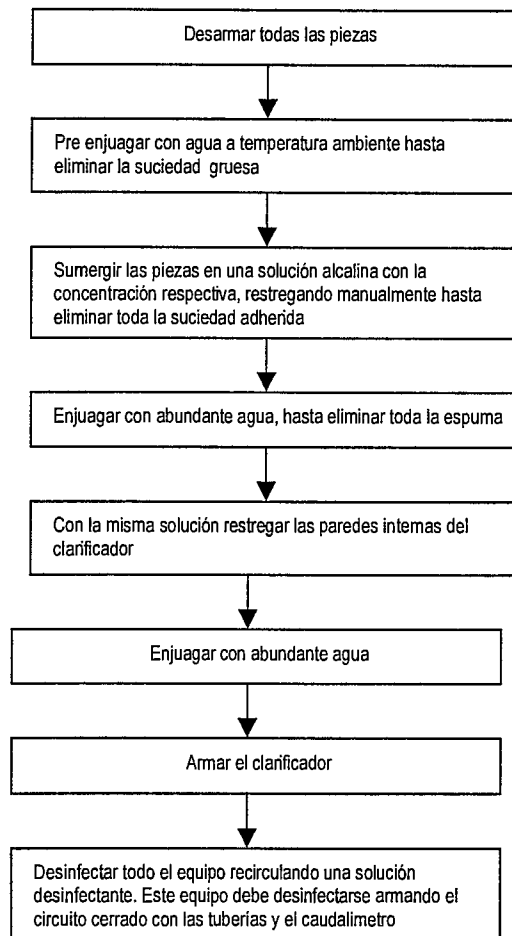 Desarmar todas las piezas
Pre enjuagar con agua a temperatura ambiente hasta
eliminar la suciedad gruesa
Sumergir las piezas en una solución alcalina con la
concentración respectiva, restregando manualmente hasta
eliminar toda la suciedad adherida
Enjuagar con abundante agua, hasta eliminar toda la espuma
Con la misma solución restregar las paredes internas del
clarificador
Enjuagar con abundante agua
Armar el clarificador
Desinfectar todo el equipo recirculando una solución
desinfectante. Este equipo debe desinfectarse armando el
circuito cerrado con las tuberías y el caudalimetro